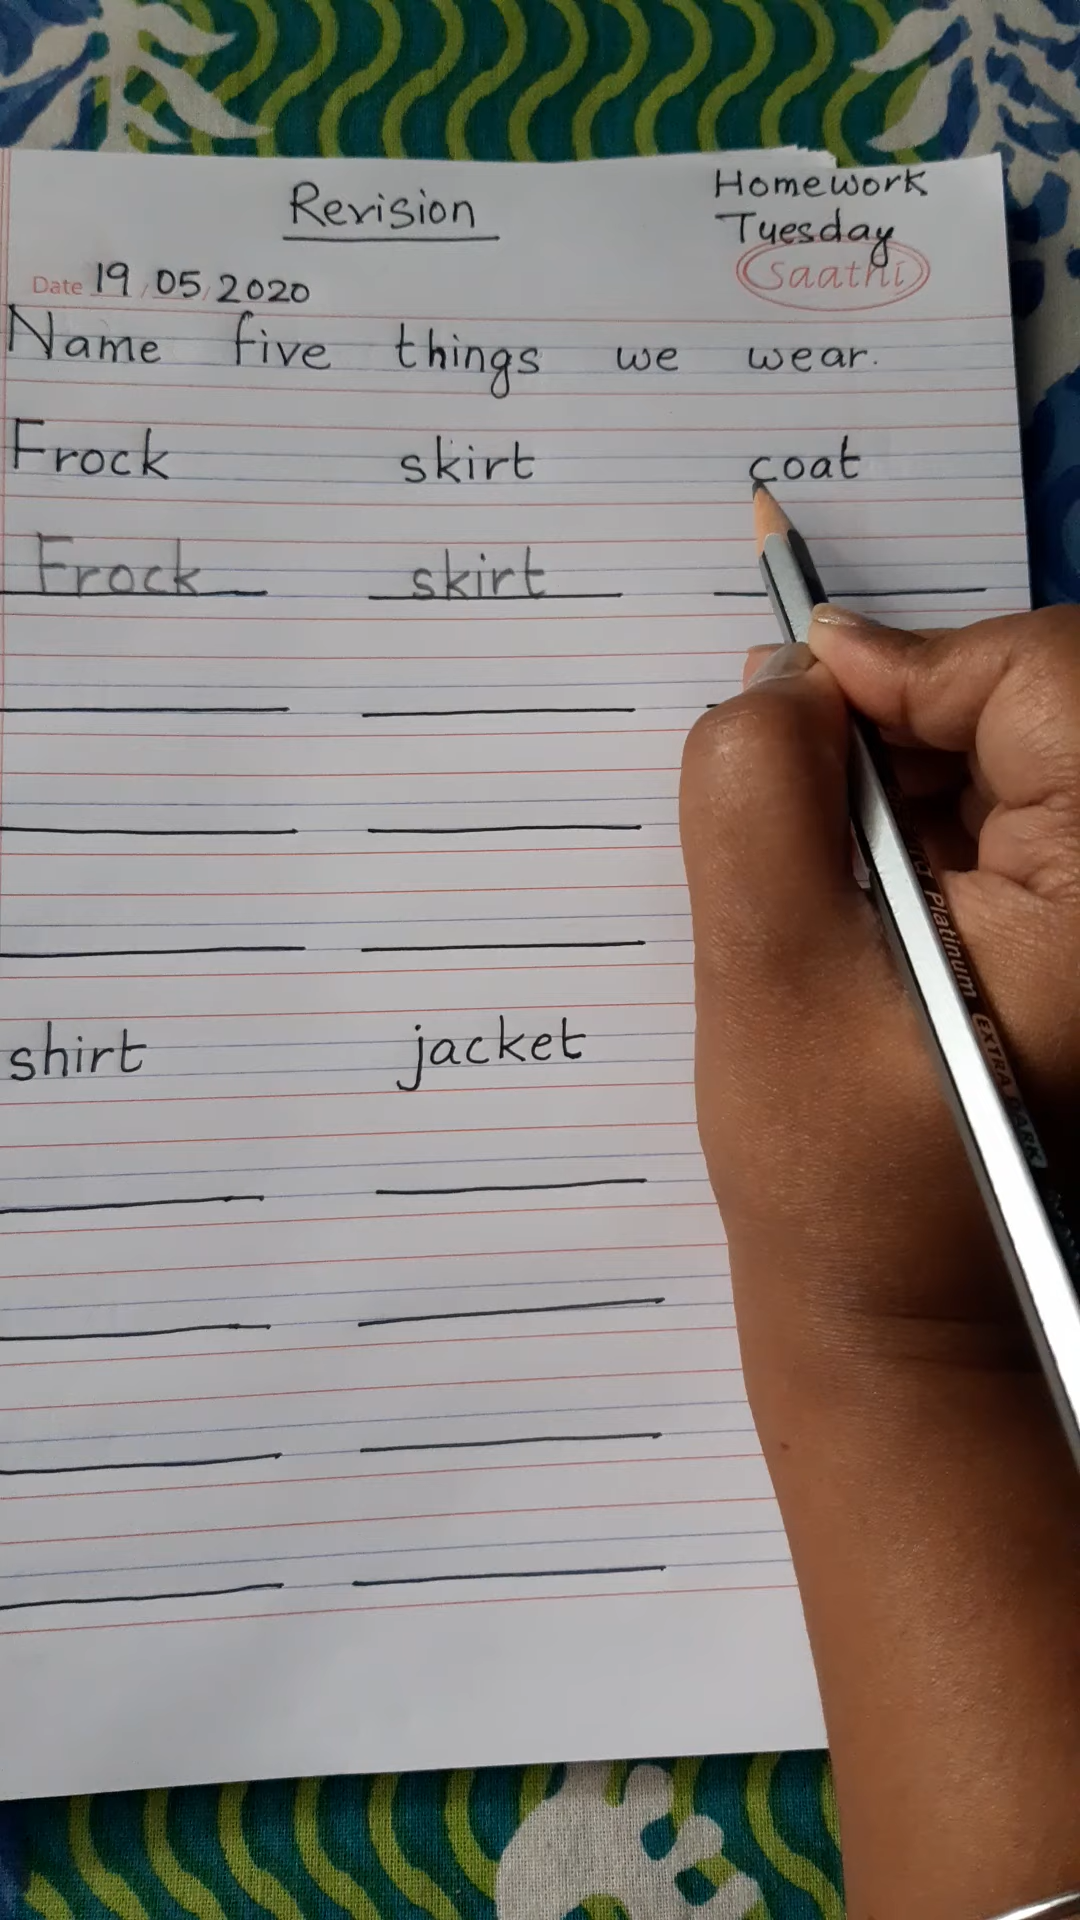 Revision
Homework
Tuesday
saathi
Date 19/05/2020
Name five things we wear.
Frock skirt coat
Frock skirt
shirt jacket
Platinum EXTRA DARK